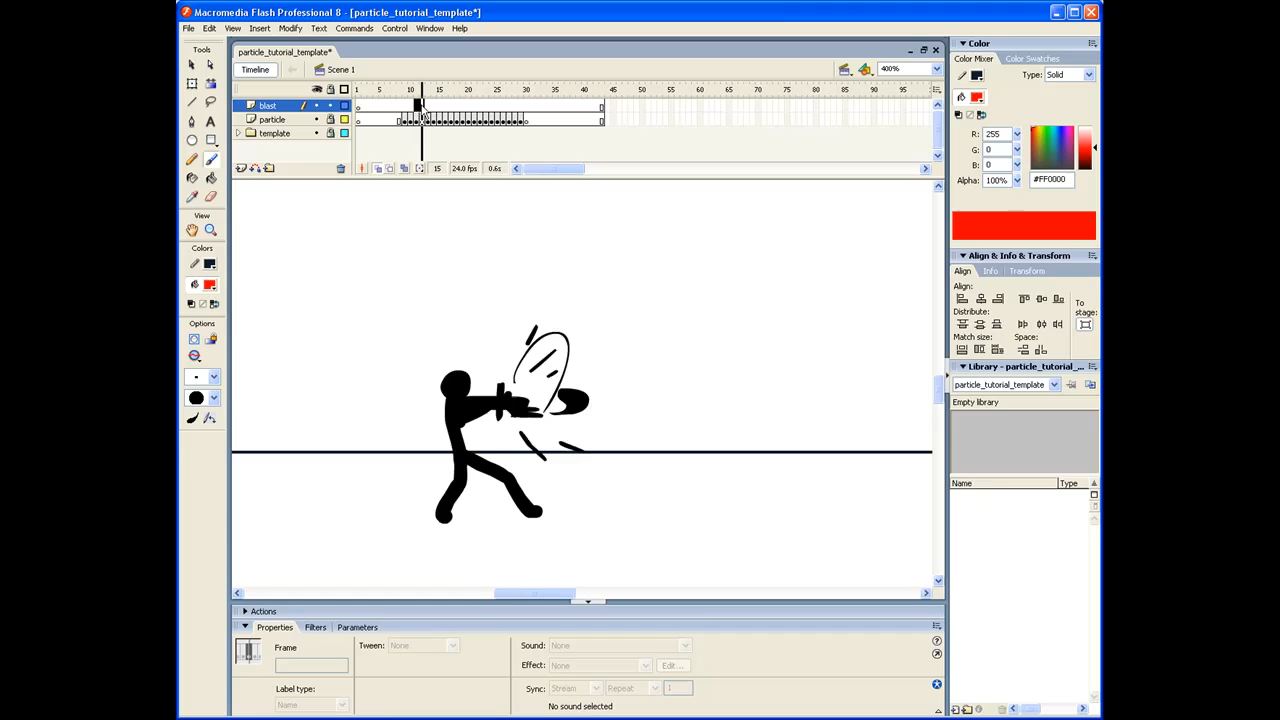 Macromedia Flash Professional 8 - [particle_tutorial_template*]
File Edit View Insert Modify Text Commands Control Window Help
Tools
particle_tutorial_template*
Timeline
Scene 1
400%
1 5 10 15 20 25 30 35 40 45 50 55 60 65 70 75 80 85 90 95
blast
particle
template
15 24.0 fps 0.6s
View
Colors
Options
Color
Color Mixer Color Swatches
Type: Solid
R: 255
G: 0
B: 0
Alpha: 100%
#FF0000
Align & Info & Transform
Align Info Transform
Align:
Distribute:
To stage:
Match size: Space:
Library - particle_tutorial_...
particle_tutorial_template
Empty library
Name Type
Actions
Properties Filters Parameters
Frame
Tween: None
Sound: None
Effect: None Edit...
Label type:
Name
Sync: Stream Repeat 1
No sound selected